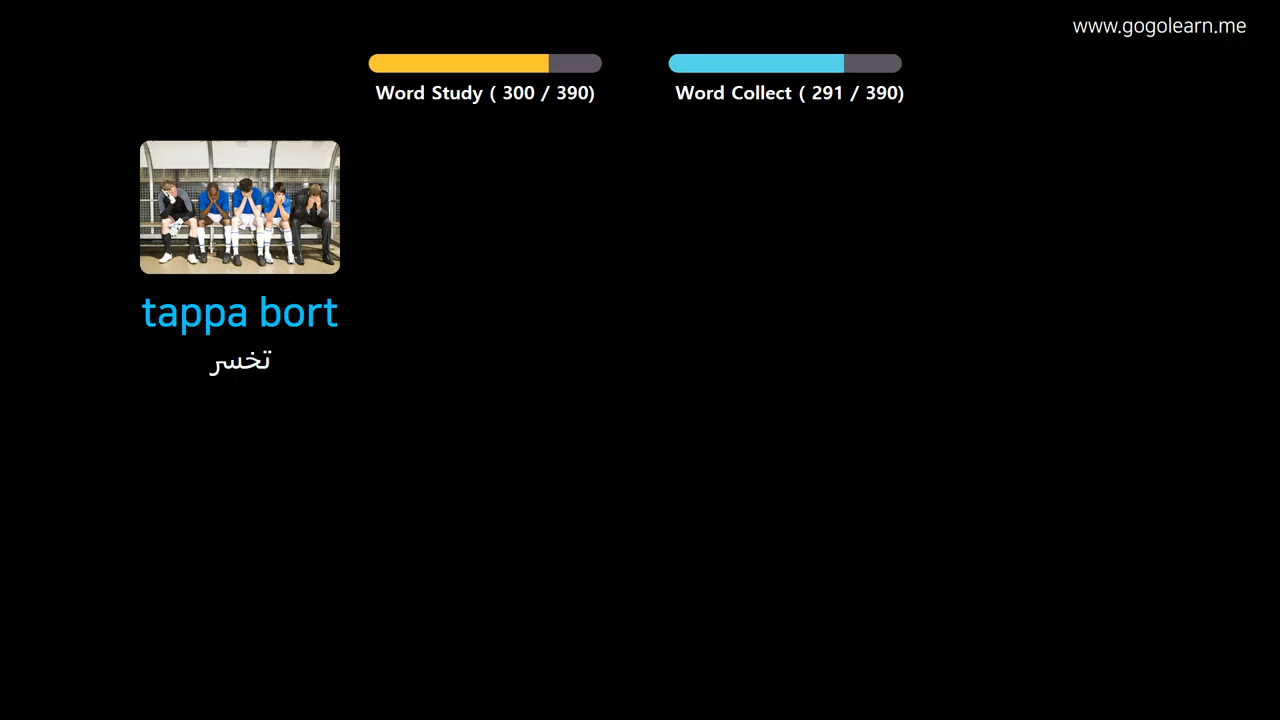 www.gogolearn.me
Word Study ( 300 / 390)
Word Collect ( 291 / 390)
tappa bort
تخسر